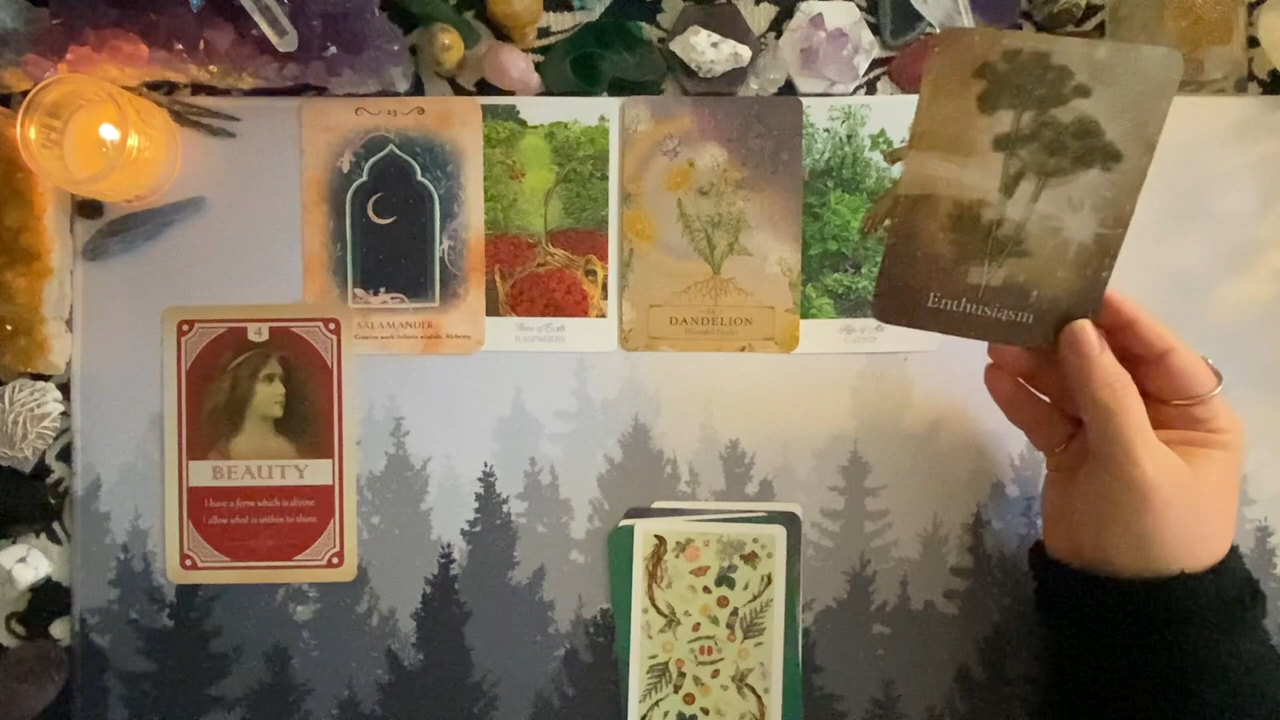 23
SALAMANDER
Creative work. Infinite wisdom. Alchemy.
RASPBERRY
DANDELION
CATNIP
Enthusiasm
4
BEAUTY
I have a form which is divine.
I allow what is within to shine.